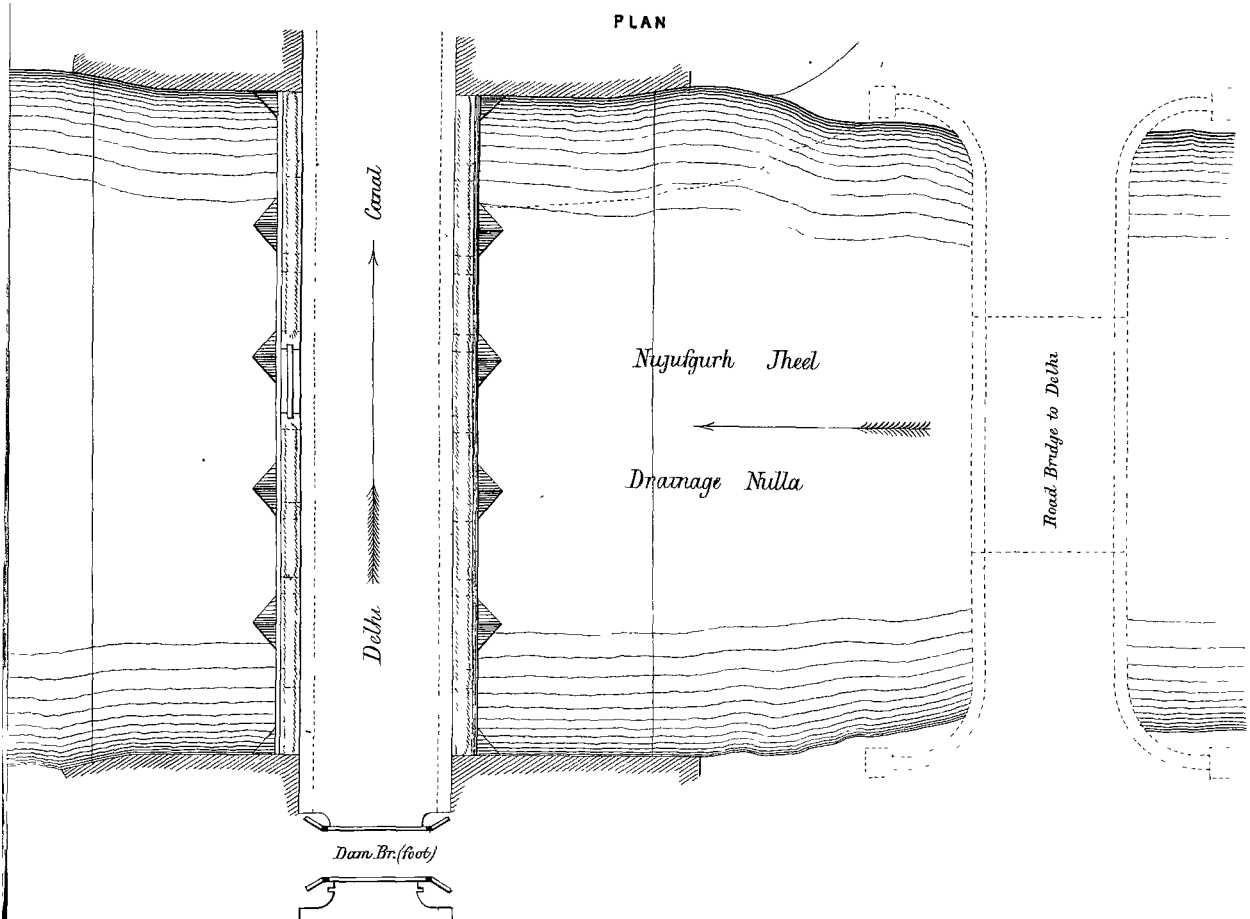 PLAN
Delhi Canal
Nujufgurh Jheel
Drainage Nulla
Road Bridge to Delhi
Dam Br. (foot)